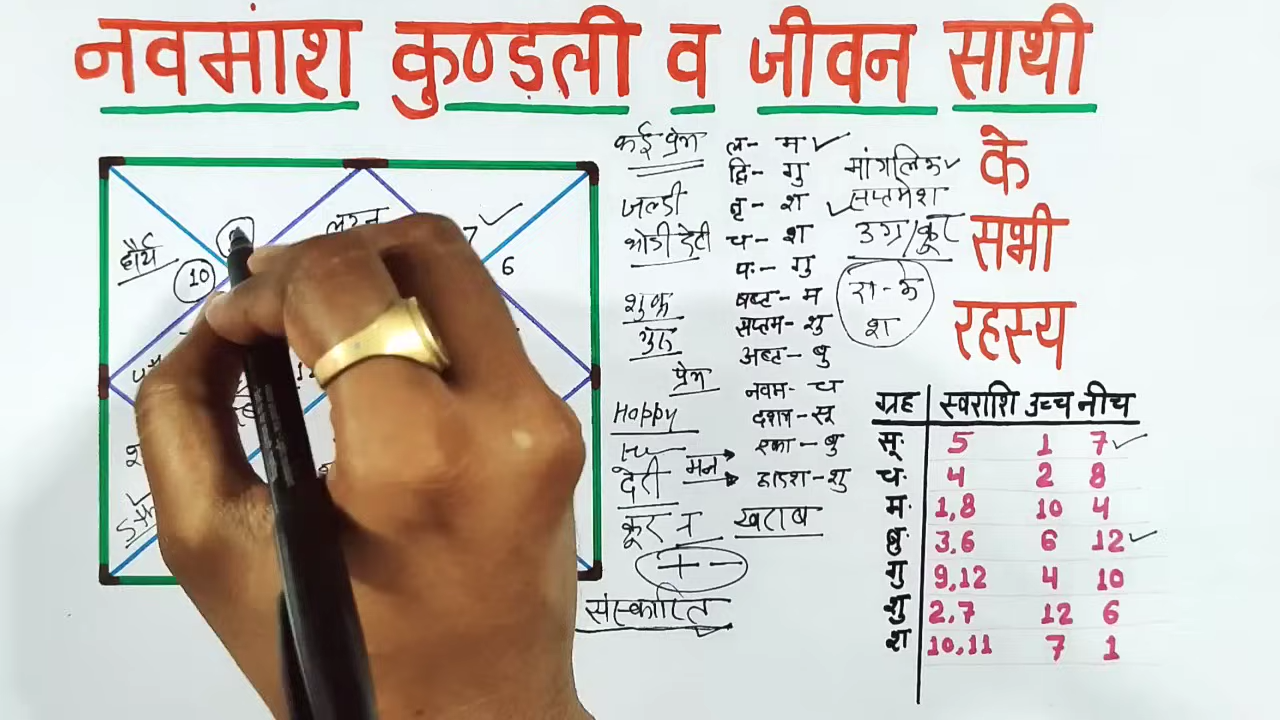 नवमांश कुण्डली व जीवन साथी
के
सभी
रहस्य
लग्न
शौर्य
10
7
6
कई प्रेम
जल्दी
शुक्र
गुरु
प्रेम
Happy
देरी
मन
क्रूर न
खराब
+ -
संस्कारित
ल- म
द्वि- गु
तृ- श
च- श
पं- गु
षष्ट- म
सप्तम- शु
अष्ट- बु
नवम- च
दशम- सू
एका- बु
द्वादश- शु
मांगलिक
सप्तमेश
उग्र/क्रूर
रा- के
श
ग्रह स्वराशि उच्च नीच
सू. 5 1 7
च. 4 2 8
म. 1,8 10 4
बु. 3,6 6 12
गु 9,12 4 10
शु 2,7 12 6
श 10,11 7 1